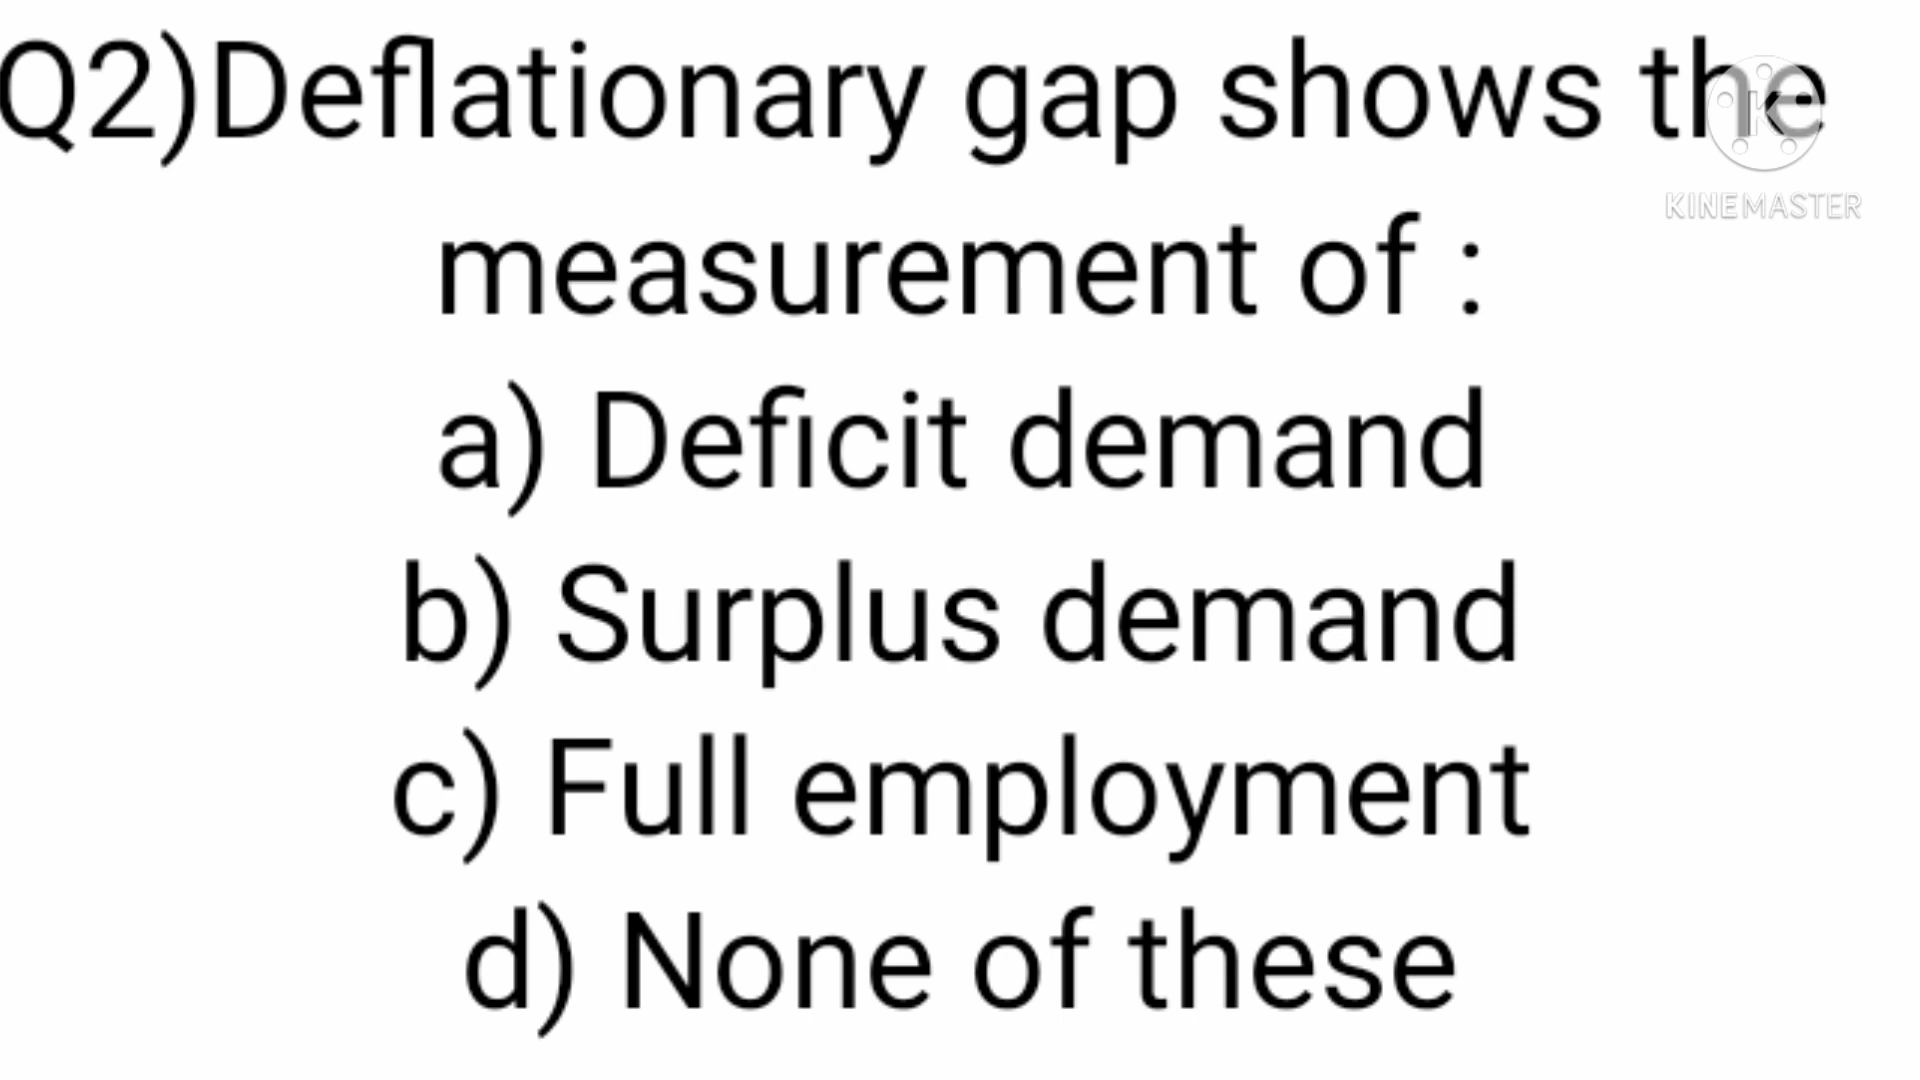 Q2)Deflationary gap shows the
KINEMASTER
measurement of :
a) Deficit demand
b) Surplus demand
c) Full employment
d) None of these